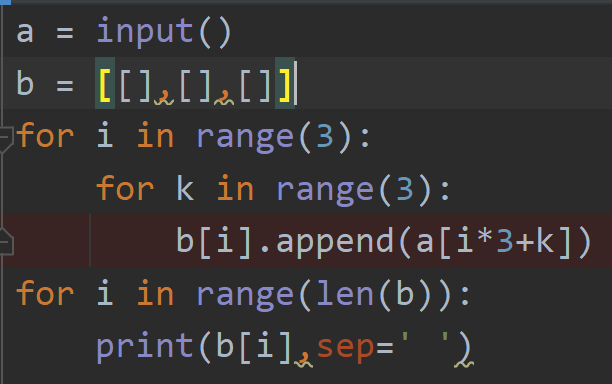 a = input()
b = [[],[],[]]
for i in range(3):
    for k in range(3):
        b[i].append(a[i*3+k])
for i in range(len(b)):
    print(b[i],sep=' ')